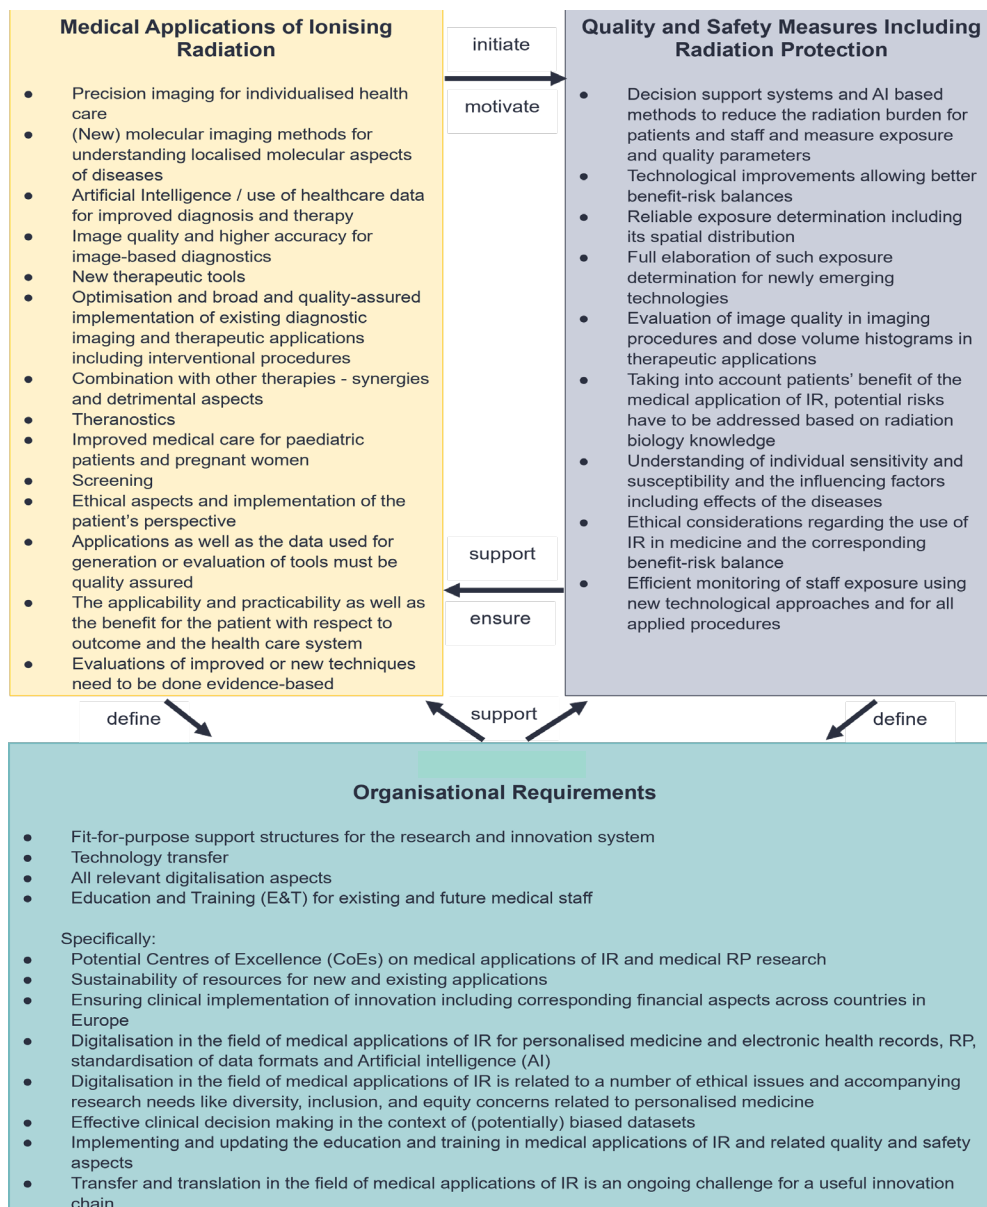 Medical Applications of Ionising
Radiation
● Precision imaging for individualised health
care
● (New) molecular imaging methods for
understanding localised molecular aspects
of diseases
● Artificial Intelligence / use of healthcare data
for improved diagnosis and therapy
● Image quality and higher accuracy for
image-based diagnostics
● New therapeutic tools
● Optimisation and broad and quality-assured
implementation of existing diagnostic
imaging and therapeutic applications
including interventional procedures
● Combination with other therapies - synergies
and detrimental aspects
● Theranostics
● Improved medical care for paediatric
patients and pregnant women
● Screening
● Ethical aspects and implementation of the
patient's perspective
● Applications as well as the data used for
generation or evaluation of tools must be
quality assured
● The applicability and practicability as well as
the benefit for the patient with respect to
outcome and the health care system
● Evaluations of improved or new techniques
need to be done evidence-based
initiate
motivate
support
ensure
Quality and Safety Measures Including
Radiation Protection
● Decision support systems and AI based
methods to reduce the radiation burden for
patients and staff and measure exposure
and quality parameters
● Technological improvements allowing better
benefit-risk balances
● Reliable exposure determination including
its spatial distribution
● Full elaboration of such exposure
determination for newly emerging
technologies
● Evaluation of image quality in imaging
procedures and dose volume histograms in
therapeutic applications
● Taking into account patients' benefit of the
medical application of IR, potential risks
have to be addressed based on radiation
biology knowledge
● Understanding of individual sensitivity and
susceptibility and the influencing factors
including effects of the diseases
● Ethical considerations regarding the use of
IR in medicine and the corresponding
benefit-risk balance
● Efficient monitoring of staff exposure using
new technological approaches and for all
applied procedures
define
support
define
Organisational Requirements
● Fit-for-purpose support structures for the research and innovation system
● Technology transfer
● All relevant digitalisation aspects
● Education and Training (E&T) for existing and future medical staff
Specifically:
● Potential Centres of Excellence (CoEs) on medical applications of IR and medical RP research
● Sustainability of resources for new and existing applications
● Ensuring clinical implementation of innovation including corresponding financial aspects across countries in
Europe
● Digitalisation in the field of medical applications of IR for personalised medicine and electronic health records, RP,
standardisation of data formats and Artificial intelligence (AI)
● Digitalisation in the field of medical applications of IR is related to a number of ethical issues and accompanying
research needs like diversity, inclusion, and equity concerns related to personalised medicine
● Effective clinical decision making in the context of (potentially) biased datasets
● Implementing and updating the education and training in medical applications of IR and related quality and safety
aspects
● Transfer and translation in the field of medical applications of IR is an ongoing challenge for a useful innovation
chain